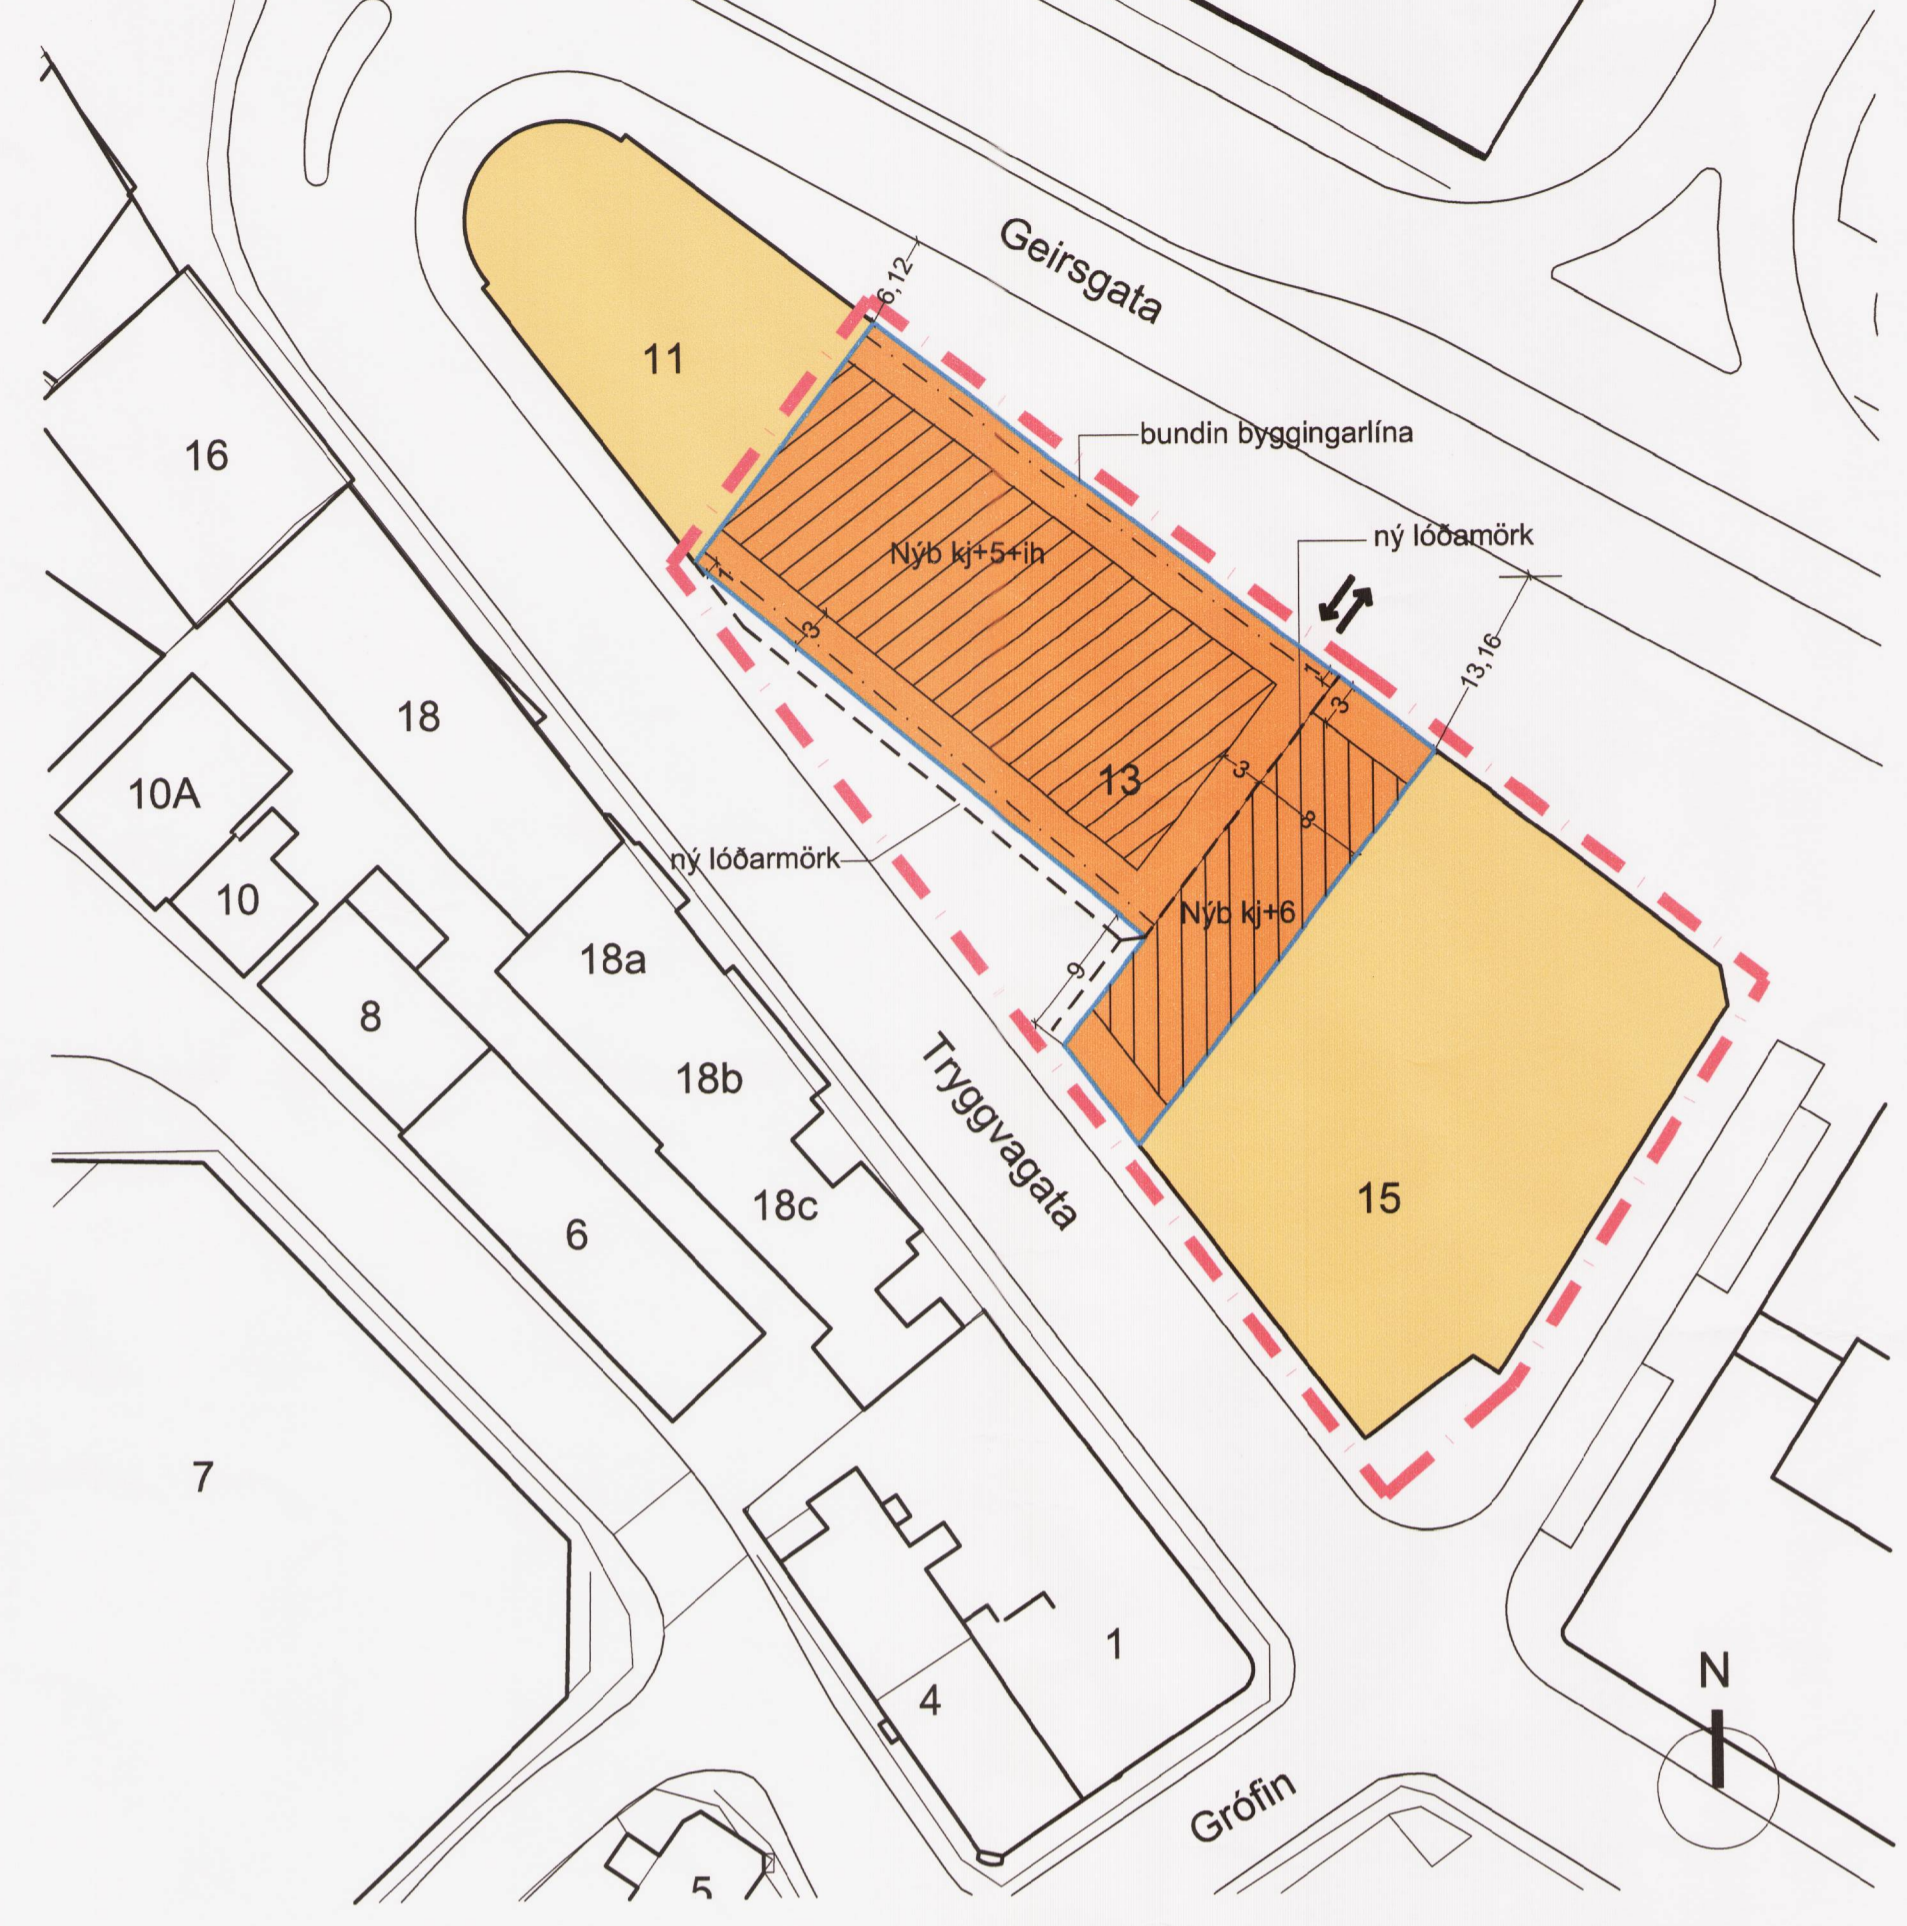 Geirsgata
6,12
11
bundin byggingarlína
16
ný lóðamörk
Nýb kj+5+ih
1
3
13,16
1
3
18
13
3
10A
8
ný lóðarmörk
10
Nýb kj+6
18a
9
8
18b
Tryggvagata
15
18c
6
7
1
N
4
Grófin
5